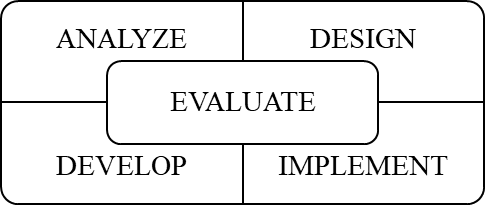 ANALYZE
DESIGN
EVALUATE
DEVELOP
IMPLEMENT